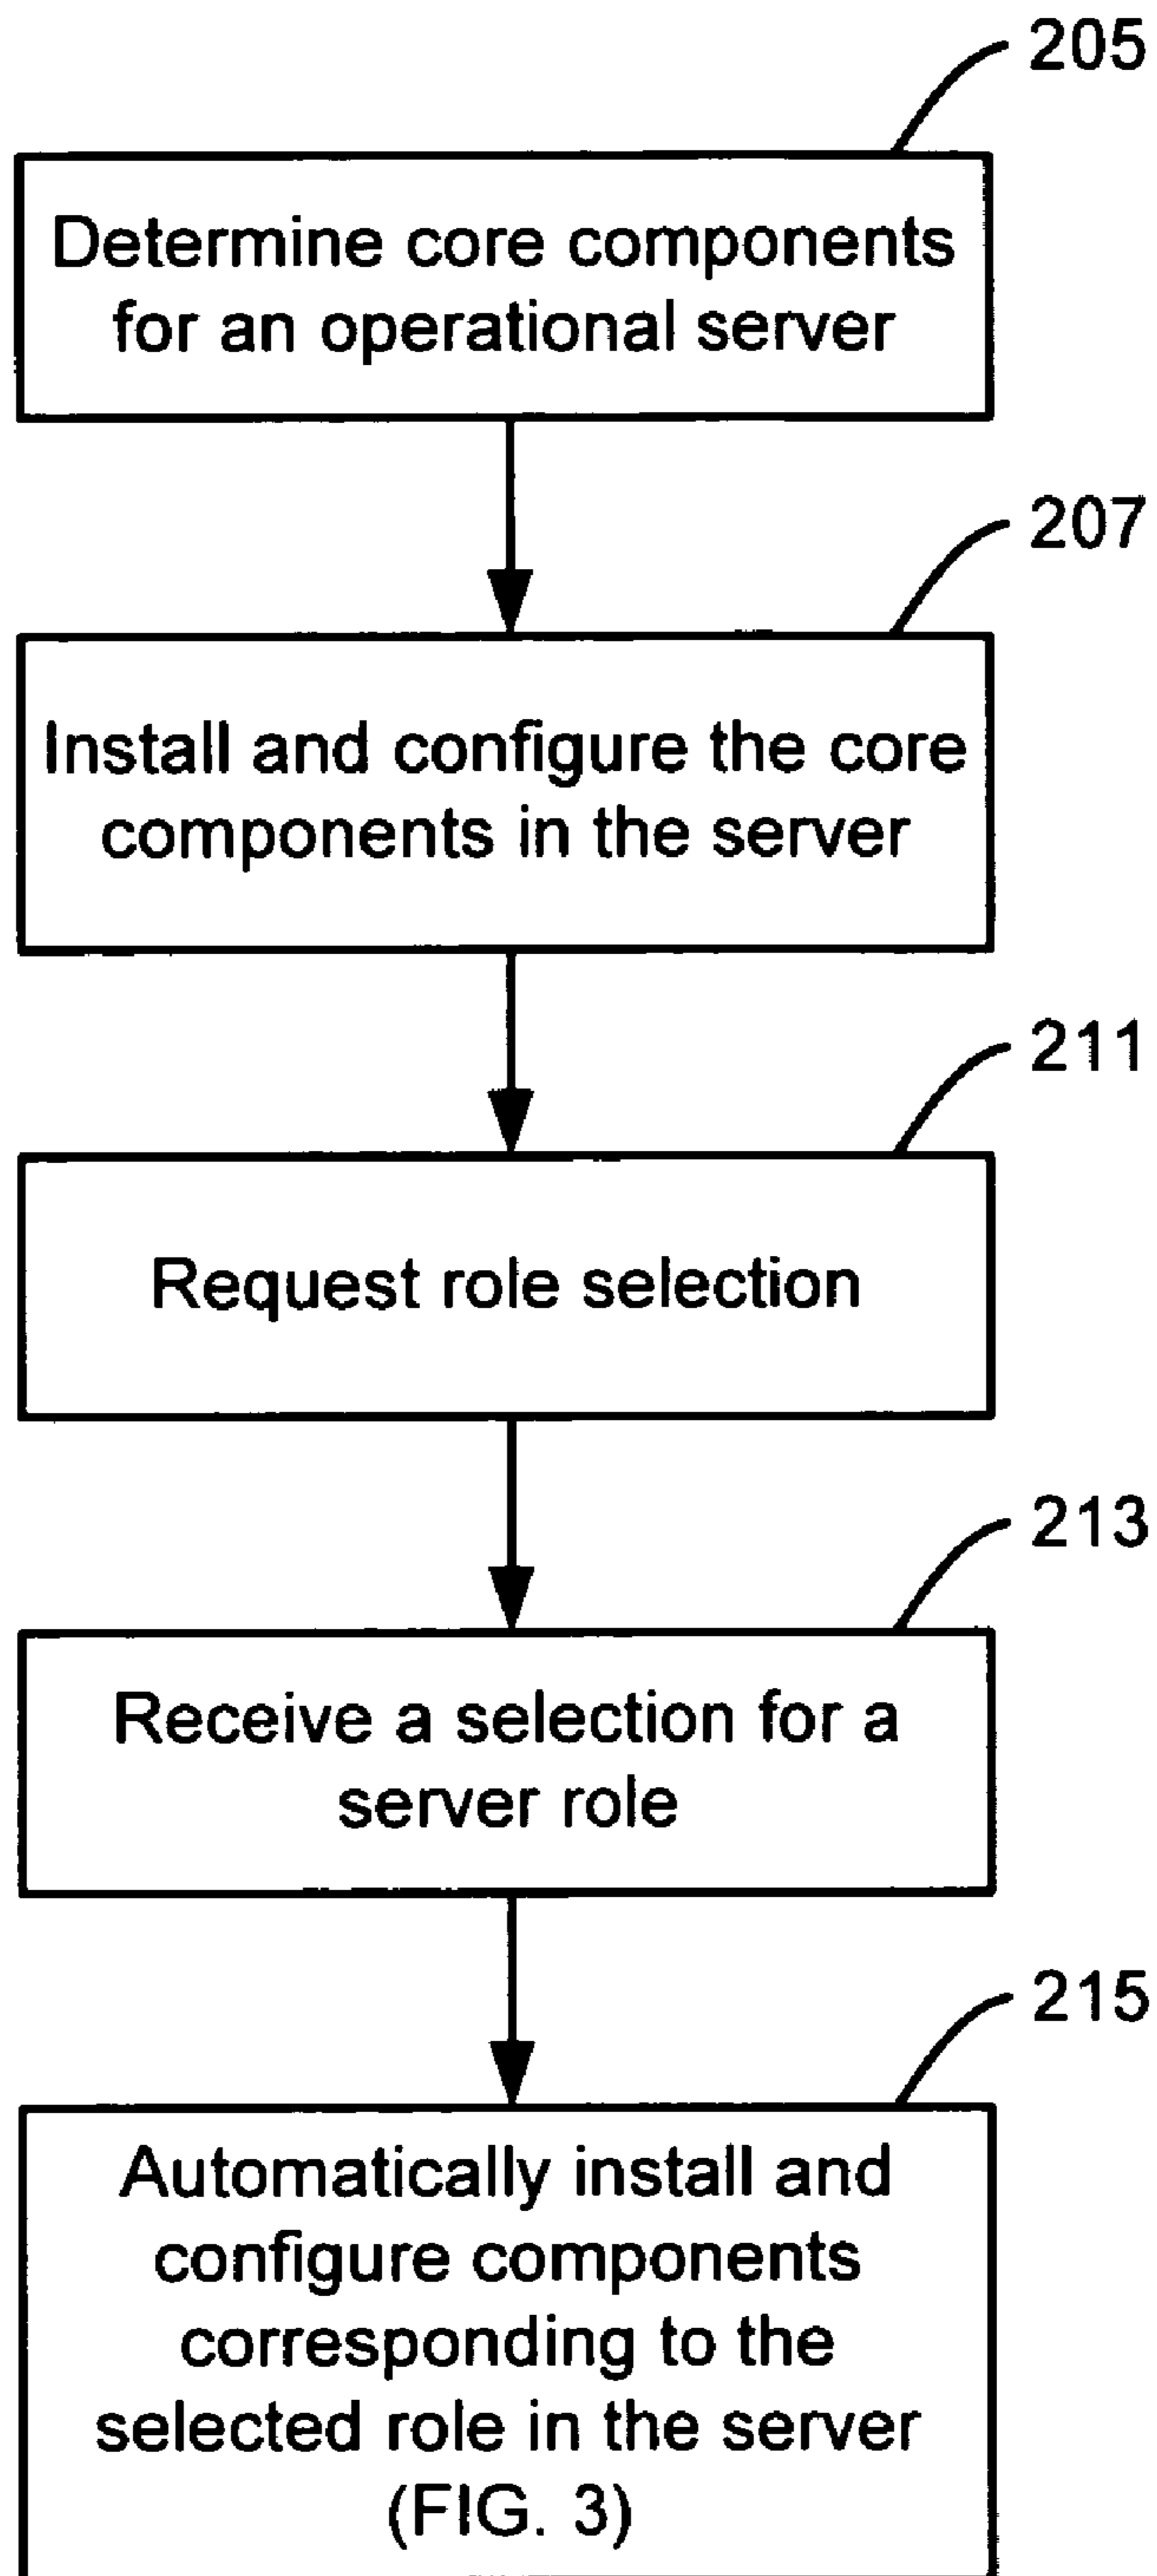 205
Determine core components
for an operational server
207
Install and configure the core
components in the server
211
Request role selection
213
Receive a selection for a
server role
215
Automatically install and
configure components
corresponding to the
selected role in the server
(FIG. 3)